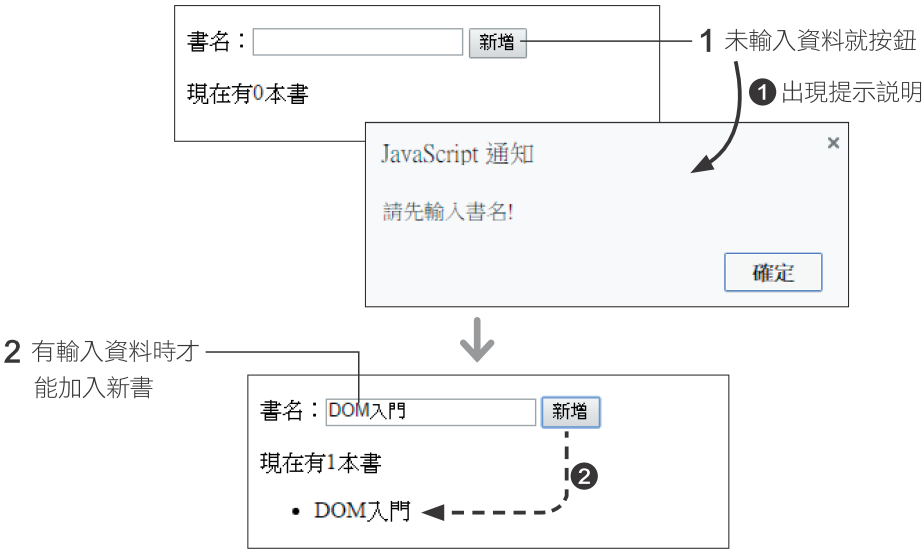 書名：
新增
1 未輸入資料就按鈕
現在有0本書
❶出現提示說明
JavaScript 通知
×
請先輸入書名!
確定
2 有輸入資料時才
能加入新書
書名：DOM入門
新增
現在有1本書
❷
• DOM入門